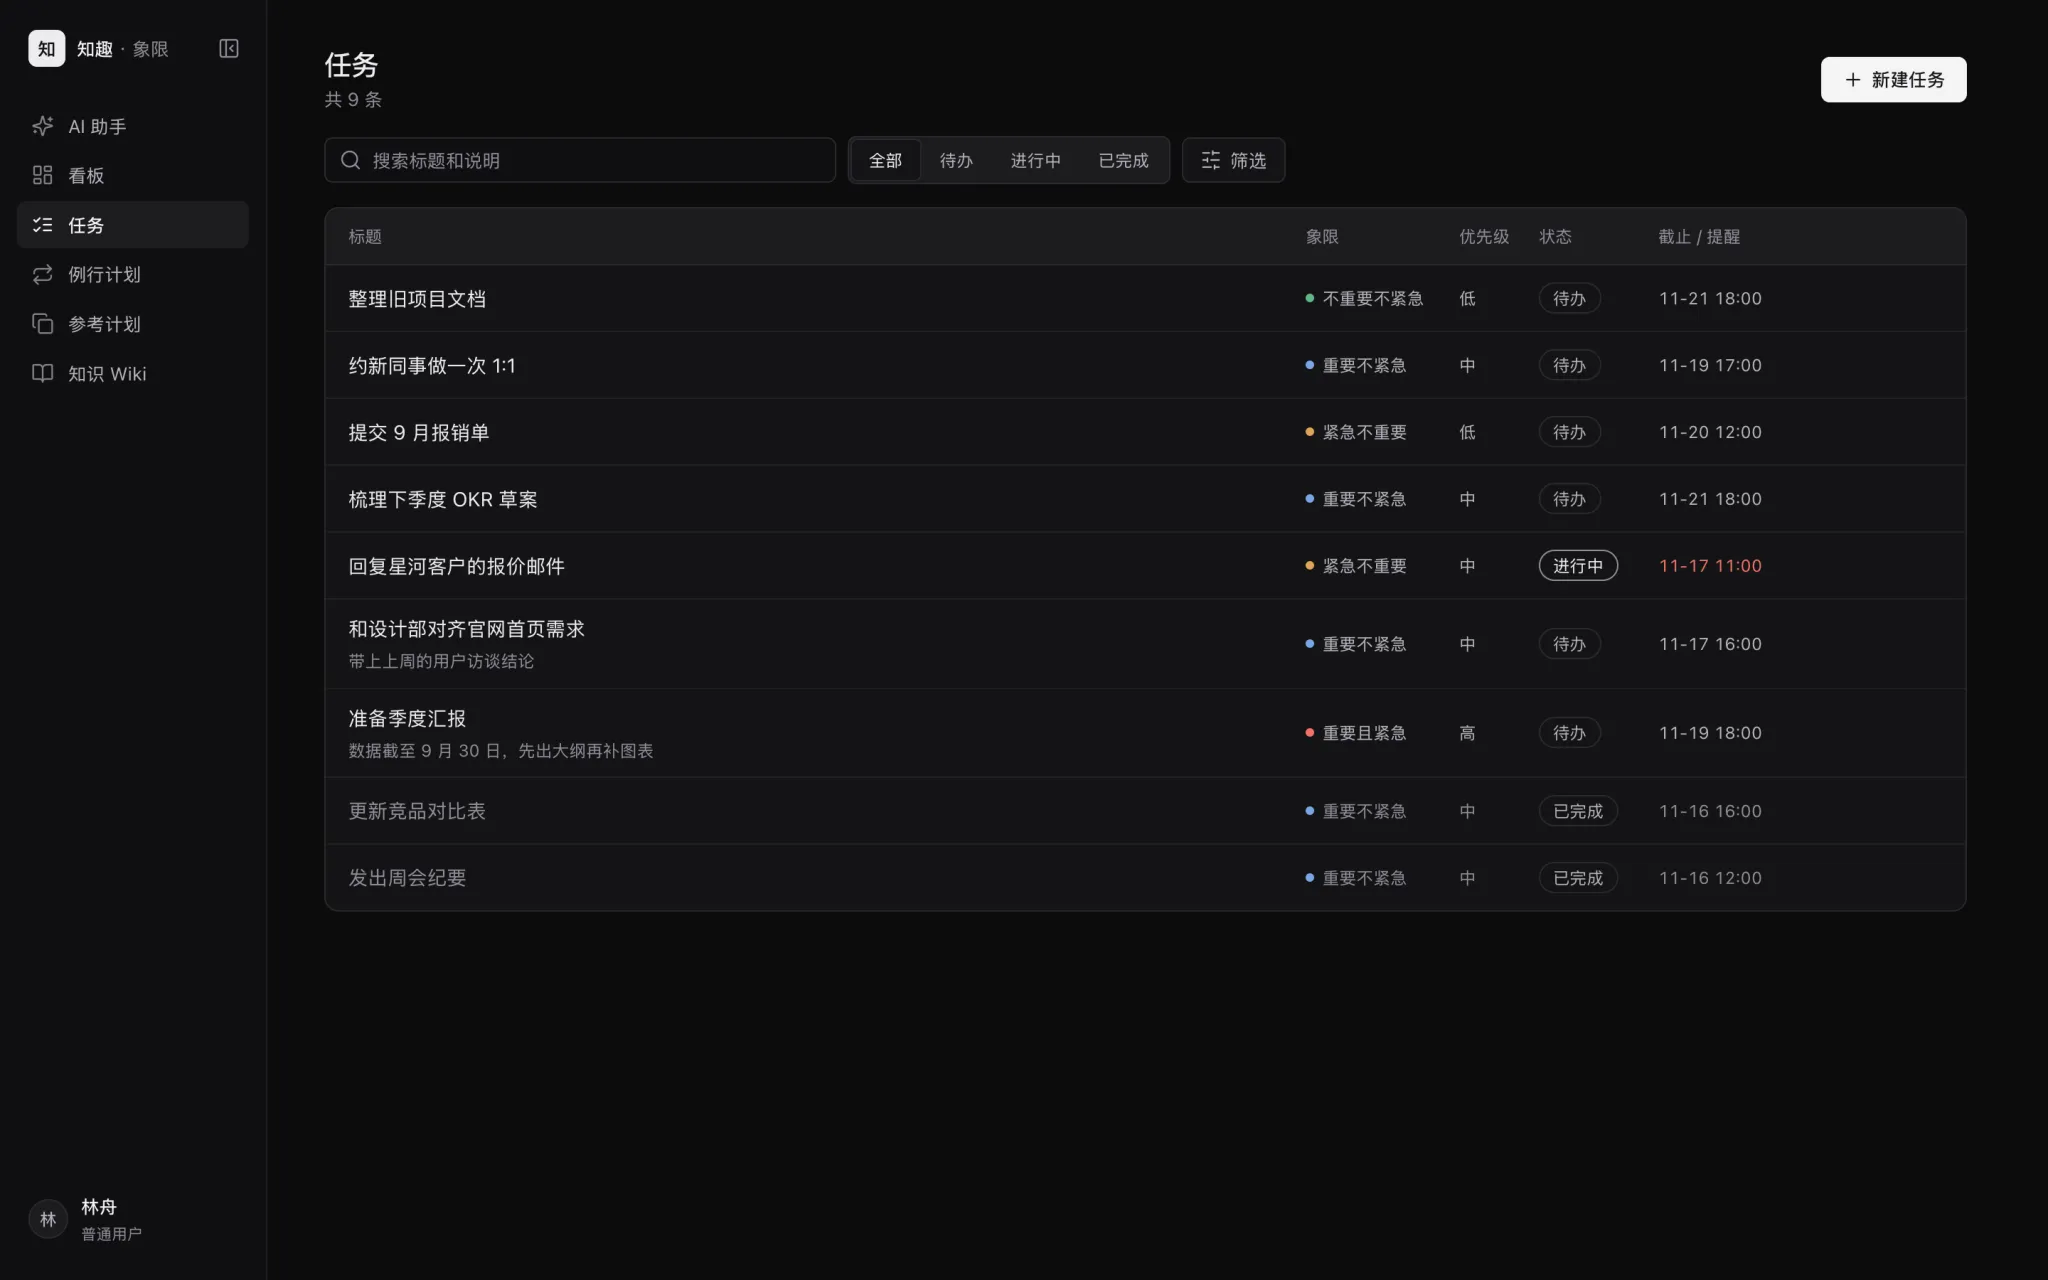 知 知趣 · 象限
AI 助手
看板
任务
例行计划
参考计划
知识 Wiki
林 林舟
普通用户
任务
共 9 条
+ 新建任务
搜索标题和说明
全部 待办 进行中 已完成 筛选
标题 象限 优先级 状态 截止 / 提醒
整理旧项目文档 不重要不紧急 低 待办 11-21 18:00
约新同事做一次 1:1 重要不紧急 中 待办 11-19 17:00
提交 9 月报销单 紧急不重要 低 待办 11-20 12:00
梳理下季度 OKR 草案 重要不紧急 中 待办 11-21 18:00
回复星河客户的报价邮件 紧急不重要 中 进行中 11-17 11:00
和设计部对齐官网首页需求 重要不紧急 中 待办 11-17 16:00
带上上周的用户访谈结论
准备季度汇报 重要且紧急 高 待办 11-19 18:00
数据截至 9 月 30 日，先出大纲再补图表
更新竞品对比表 重要不紧急 中 已完成 11-16 16:00
发出周会纪要 重要不紧急 中 已完成 11-16 12:00